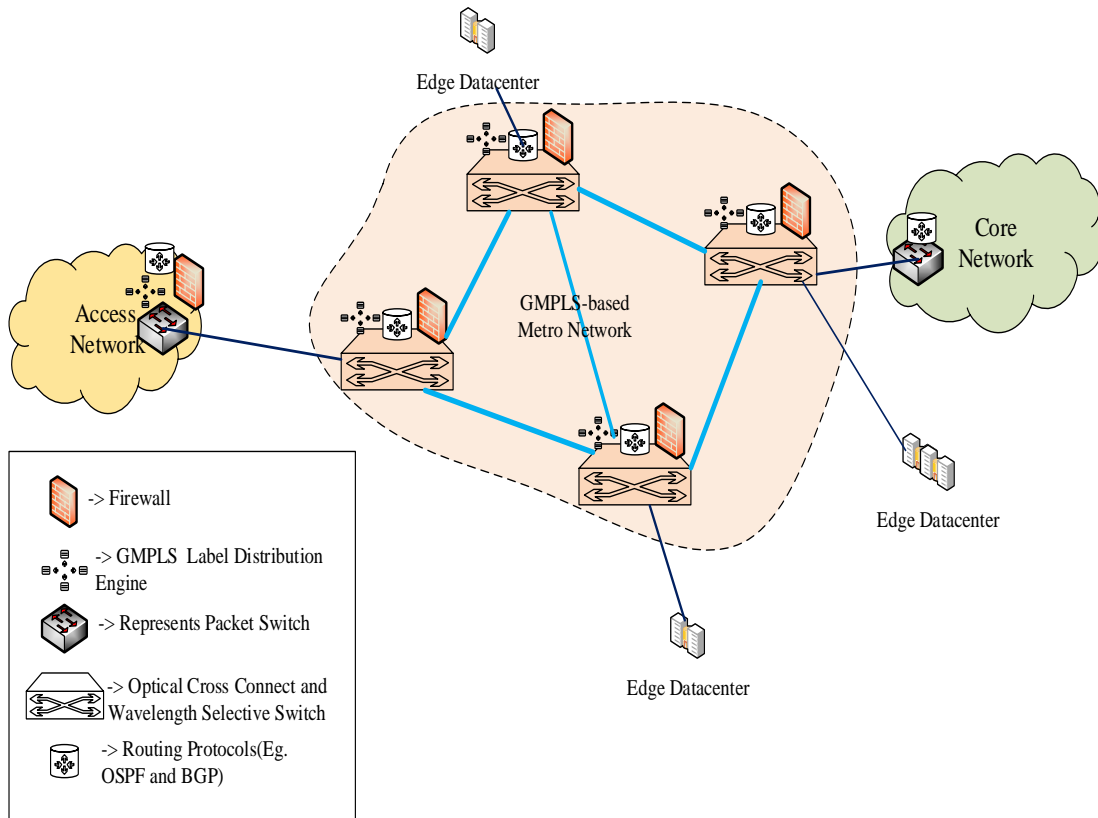 Edge Datacenter
Core
Network
Access
Network
GMPLS-based
Metro Network
Edge Datacenter
Edge Datacenter
-> Firewall
-> GMPLS Label Distribution
Engine
-> Represents Packet Switch
-> Optical Cross Connect and
Wavelength Selective Switch
-> Routing Protocols(Eg.
OSPF and BGP)